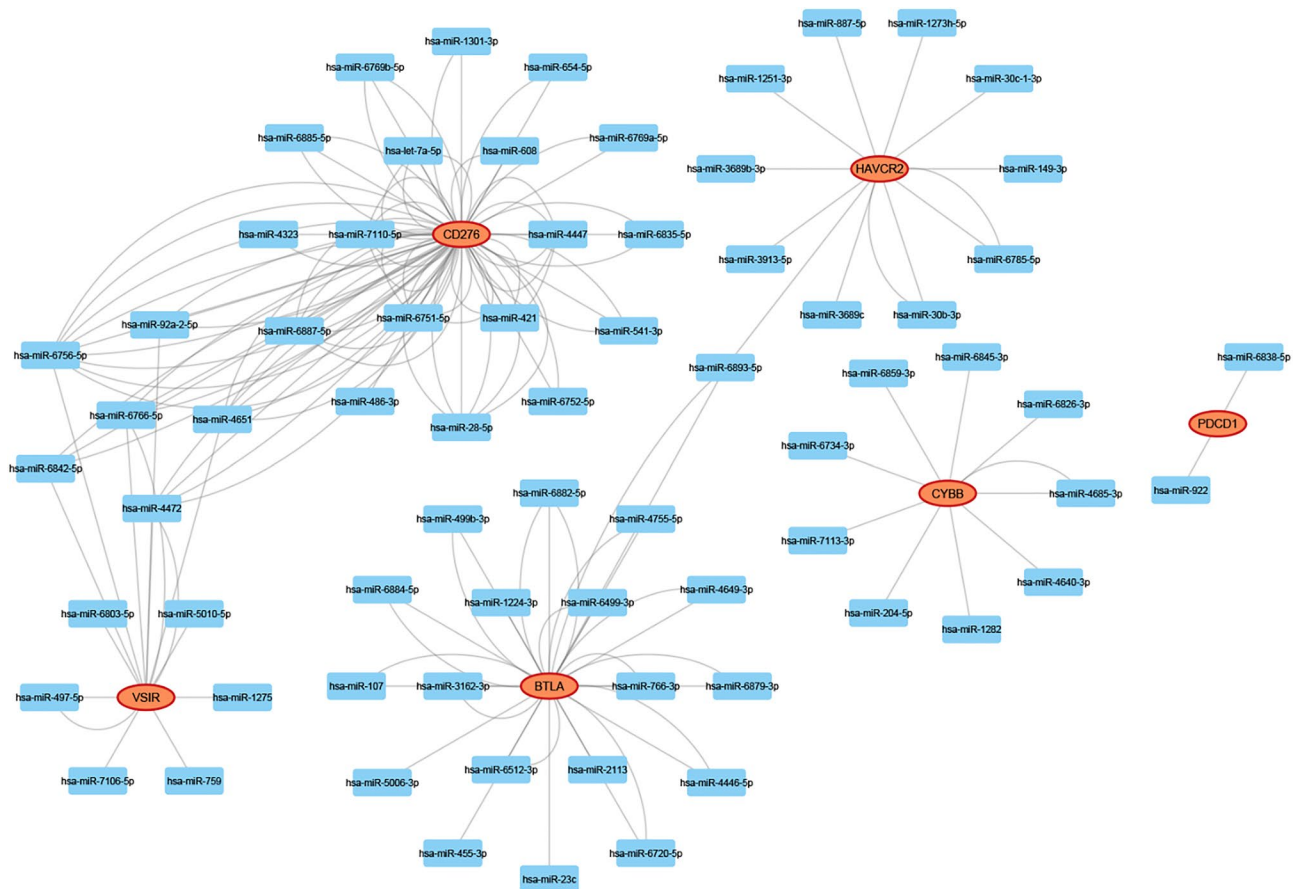 hsa-miR-887-5p
hsa-miR-1273h-5p
hsa-miR-1301-3p
hsa-miR-6769b-5p
hsa-miR-654-5p
hsa-miR-1251-3p
hsa-miR-30c-1-3p
hsa-miR-6885-5p
hsa-let-7a-5p
hsa-miR-608
hsa-miR-6769a-5p
hsa-miR-3689b-3p
HAVCR2
hsa-miR-149-3p
hsa-miR-4323
hsa-miR-7110-5p
CD276
hsa-miR-4447
hsa-miR-6835-5p
hsa-miR-3913-5p
hsa-miR-6785-5p
hsa-miR-92a-2-5p
hsa-miR-6887-5p
hsa-miR-6751-5p
hsa-miR-421
hsa-miR-541-3p
hsa-miR-3689c
hsa-miR-30b-3p
hsa-miR-6756-5p
hsa-miR-6893-5p
hsa-miR-6859-3p
hsa-miR-6845-3p
hsa-miR-6838-5p
hsa-miR-6766-5p
hsa-miR-4651
hsa-miR-486-3p
hsa-miR-28-5p
hsa-miR-6752-5p
hsa-miR-6826-3p
PDCD1
hsa-miR-6842-5p
hsa-miR-6734-3p
hsa-miR-4472
hsa-miR-6882-5p
CYBB
hsa-miR-4685-3p
hsa-miR-922
hsa-miR-499b-3p
hsa-miR-4755-5p
hsa-miR-7113-3p
hsa-miR-6884-5p
hsa-miR-1224-3p
hsa-miR-6499-3p
hsa-miR-4649-3p
hsa-miR-4640-3p
hsa-miR-6803-5p
hsa-miR-5010-5p
hsa-miR-204-5p
hsa-miR-1282
hsa-miR-497-5p
VSIR
hsa-miR-1275
hsa-miR-107
hsa-miR-3162-3p
BTLA
hsa-miR-766-3p
hsa-miR-6879-3p
hsa-miR-7106-5p
hsa-miR-759
hsa-miR-5006-3p
hsa-miR-6512-3p
hsa-miR-2113
hsa-miR-4446-5p
hsa-miR-455-3p
hsa-miR-6720-5p
hsa-miR-23c